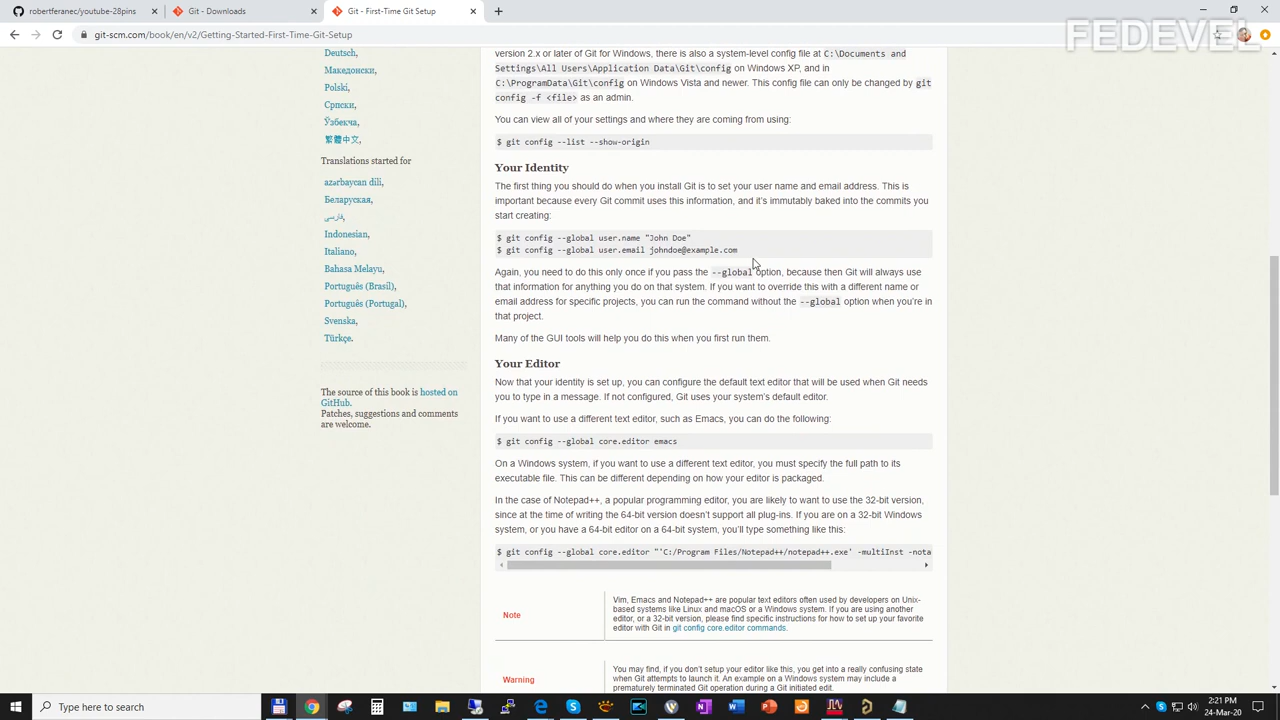 robertferanec/youtube-28pins
Git - Downloads
Git - First-Time Git Setup
git-scm.com/book/en/v2/Getting-Started-First-Time-Git-Setup
FEDEVEL
Deutsch,
Македонски,
Polski,
Српски,
Ўзбекча,
繁體中文,
Translations started for
azərbaycan dili,
Беларуская,
فارسی,
Indonesian,
Italiano,
Bahasa Melayu,
Português (Brasil),
Português (Portugal),
Svenska,
Türkçe.
The source of this book is hosted on
GitHub.
Patches, suggestions and comments
are welcome.
version 2.x or later of Git for Windows, there is also a system-level config file at C:\Documents and
Settings\All Users\Application Data\Git\config on Windows XP, and in
C:\ProgramData\Git\config on Windows Vista and newer. This config file can only be changed by git
config -f <file> as an admin.
You can view all of your settings and where they are coming from using:
$ git config --list --show-origin
Your Identity
The first thing you should do when you install Git is to set your user name and email address. This is
important because every Git commit uses this information, and it's immutably baked into the commits you
start creating:
$ git config --global user.name "John Doe"
$ git config --global user.email johndoe@example.com
Again, you need to do this only once if you pass the --global option, because then Git will always use
that information for anything you do on that system. If you want to override this with a different name or
email address for specific projects, you can run the command without the --global option when you're in
that project.
Many of the GUI tools will help you do this when you first run them.
Your Editor
Now that your identity is set up, you can configure the default text editor that will be used when Git needs
you to type in a message. If not configured, Git uses your system's default editor.
If you want to use a different text editor, such as Emacs, you can do the following:
$ git config --global core.editor emacs
On a Windows system, if you want to use a different text editor, you must specify the full path to its
executable file. This can be different depending on how your editor is packaged.
In the case of Notepad++, a popular programming editor, you are likely to want to use the 32-bit version,
since at the time of writing the 64-bit version doesn't support all plug-ins. If you are on a 32-bit Windows
system, or you have a 64-bit editor on a 64-bit system, you'll type something like this:
$ git config --global core.editor "'C:/Program Files/Notepad++/notepad++.exe' -multiInst -nota
Note
Vim, Emacs and Notepad++ are popular text editors often used by developers on Unix-
based systems like Linux and macOS or a Windows system. If you are using another
editor, or a 32-bit version, please find specific instructions for how to set up your favorite
editor with Git in git config core.editor commands.
Warning
You may find, if you don't setup your editor like this, you get into a really confusing state
when Git attempts to launch it. An example on a Windows system may include a
prematurely terminated Git operation during a Git initiated edit.
Type here to search
2:21 PM
24-Mar-20